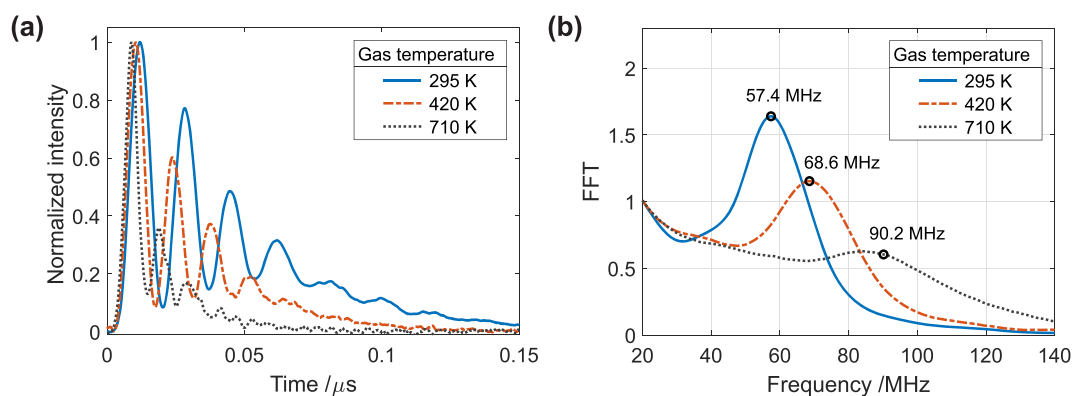 (a)
Normalized intensity
1
0.8
0.6
0.4
0.2
0
0
0.05
0.1
0.15
Time /μs
Gas temperature
295 K
420 K
710 K
(b)
FFT
2
1.5
1
0.5
0
20
40
60
80
100
120
140
Frequency /MHz
Gas temperature
295 K
420 K
710 K
57.4 MHz
68.6 MHz
90.2 MHz